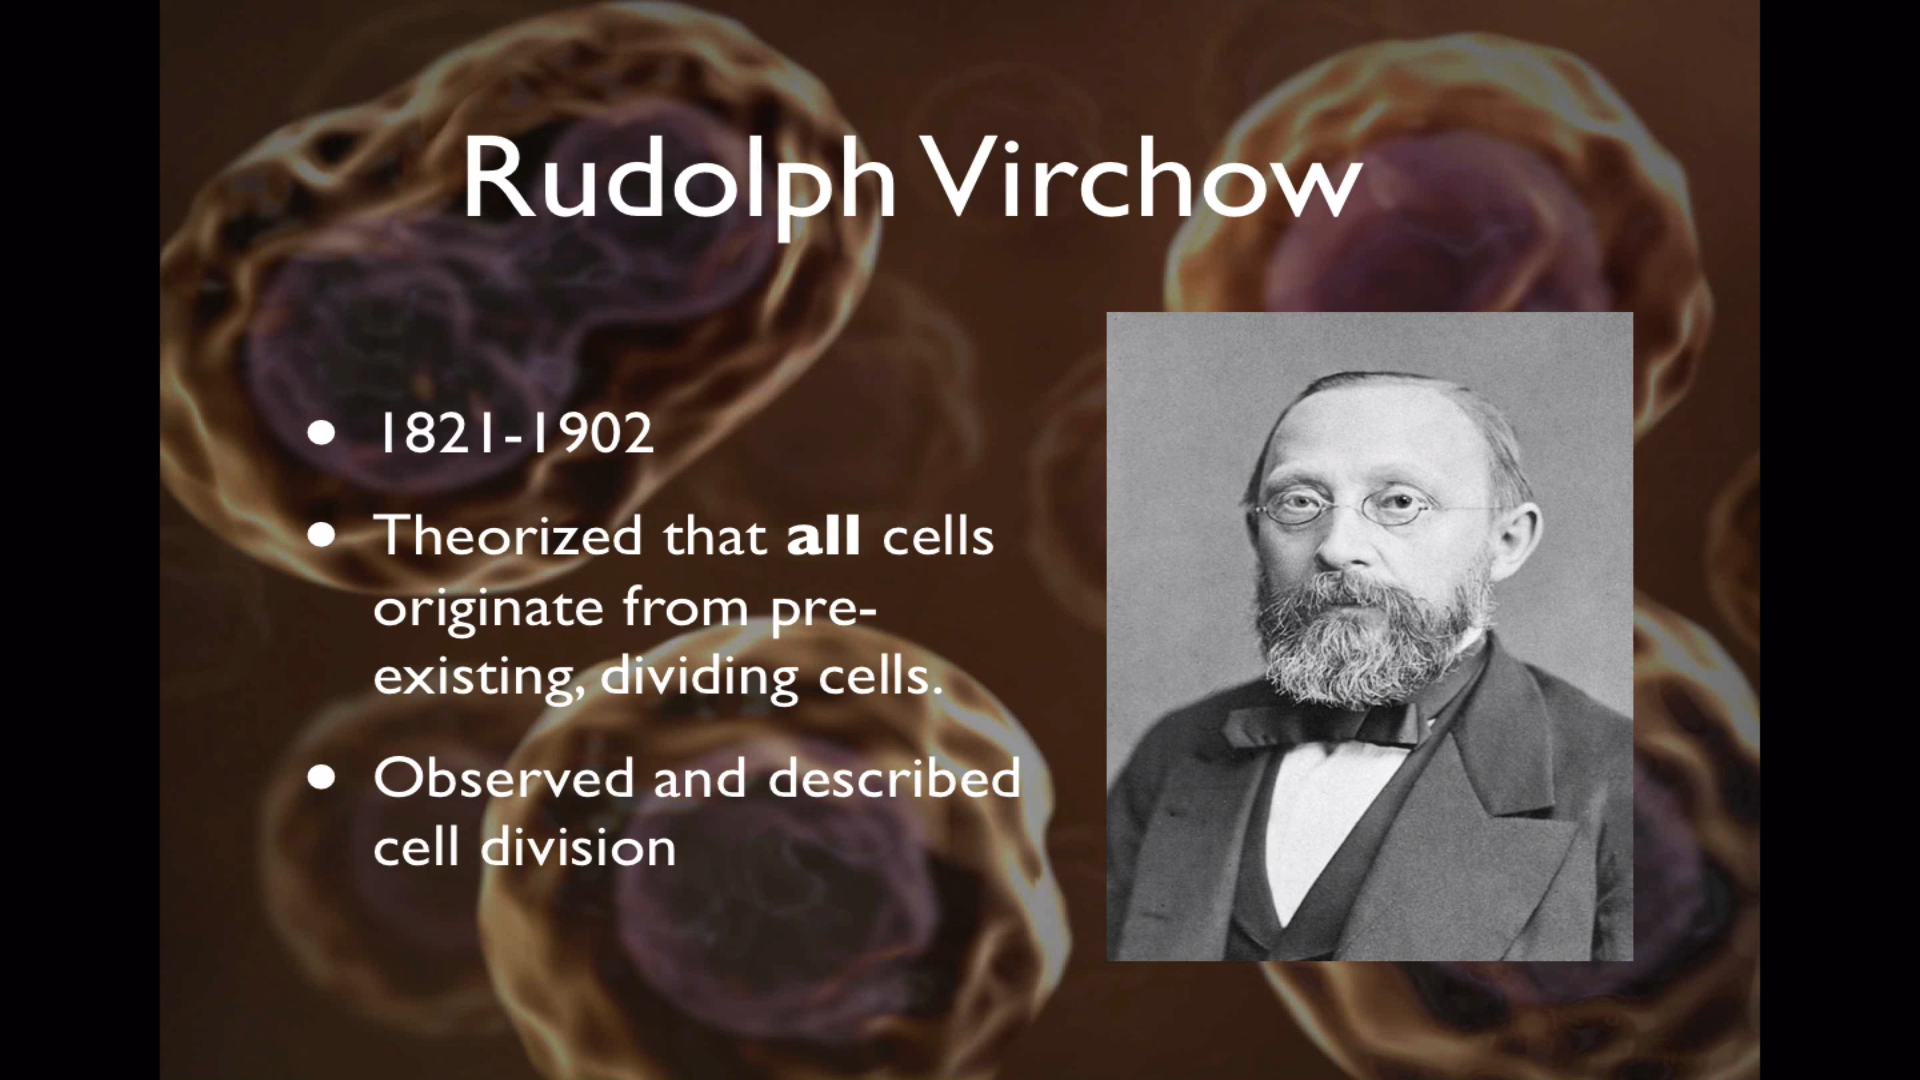 Rudolph Virchow
• 1821-1902
• Theorized that all cells
originate from pre-
existing, dividing cells.
• Observed and described
cell division